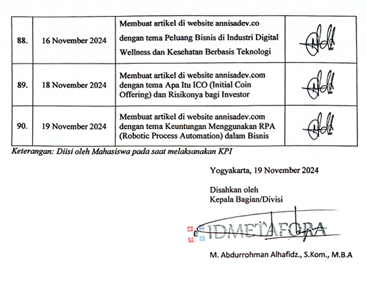 88.
16 November 2024
Membuat artikel di website annisadev.co
dengan tema Peluang Bisnis di Industri Digital
Wellness dan Kesehatan Berbasis Teknologi
89.
18 November 2024
Membuat artikel di website annisadev.com
dengan tema Apa Itu ICO (Initial Coin
Offering) dan Risikonya bagi Investor
90.
19 November 2024
Membuat artikel di website annisadev.com
dengan tema Keuntungan Menggunakan RPA
(Robotic Process Automation) dalam Bisnis
Keterangan: Diisi oleh Mahasiswa pada saat melaksanakan KPI
Yogyakarta, 19 November 2024
Disahkan oleh
Kepala Bagian/Divisi
IDMETAFORA
M. Abdurrohman Alhafidz., S.Kom., M.B.A